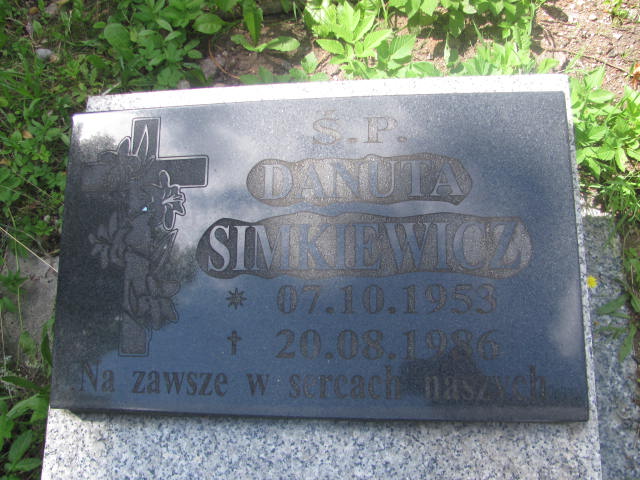 Ś.P.
DANUTA
SIMKIEWICZ
* 07.10.1953
† 20.08.1986
Na zawsze w sercach naszych...